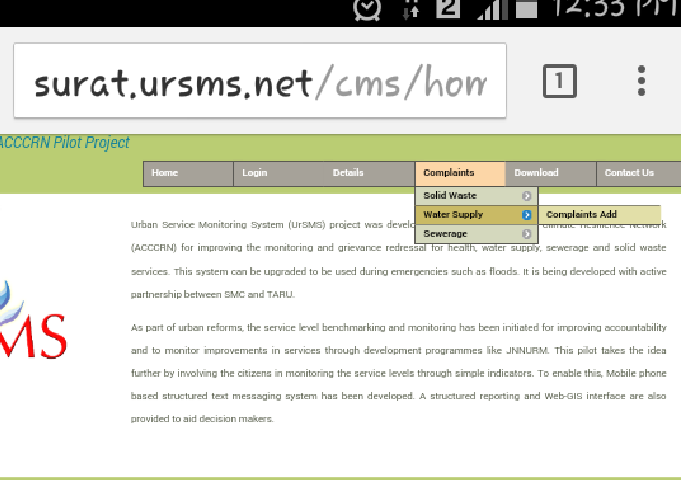 12:33 PM
surat.ursms.net/cms/hom
1
ACCCRN Pilot Project
Home Login Details Complaints Download Contact Us
Solid Waste
Water Supply Complaints Add
Sewerage
Urban Service Monitoring System (UrSMS) project was develo Network
(ACCCRN) for improving the monitoring and grievance redressal for health, water supply, sewerage and solid waste
services. This system can be upgraded to be used during emergencies such as floods. It is being developed with active
partnership between SMC and TARU.
MS
As part of urban reforms, the service level benchmarking and monitoring has been initiated for improving accountability
and to monitor improvements in services through development programmes like JNNURM. This pilot takes the idea
further by involving the citizens in monitoring the service levels through simple indicators. To enable this, Mobile phone
based structured text messaging system has been developed. A structured reporting and Web-GIS interface are also
provided to aid decision makers.